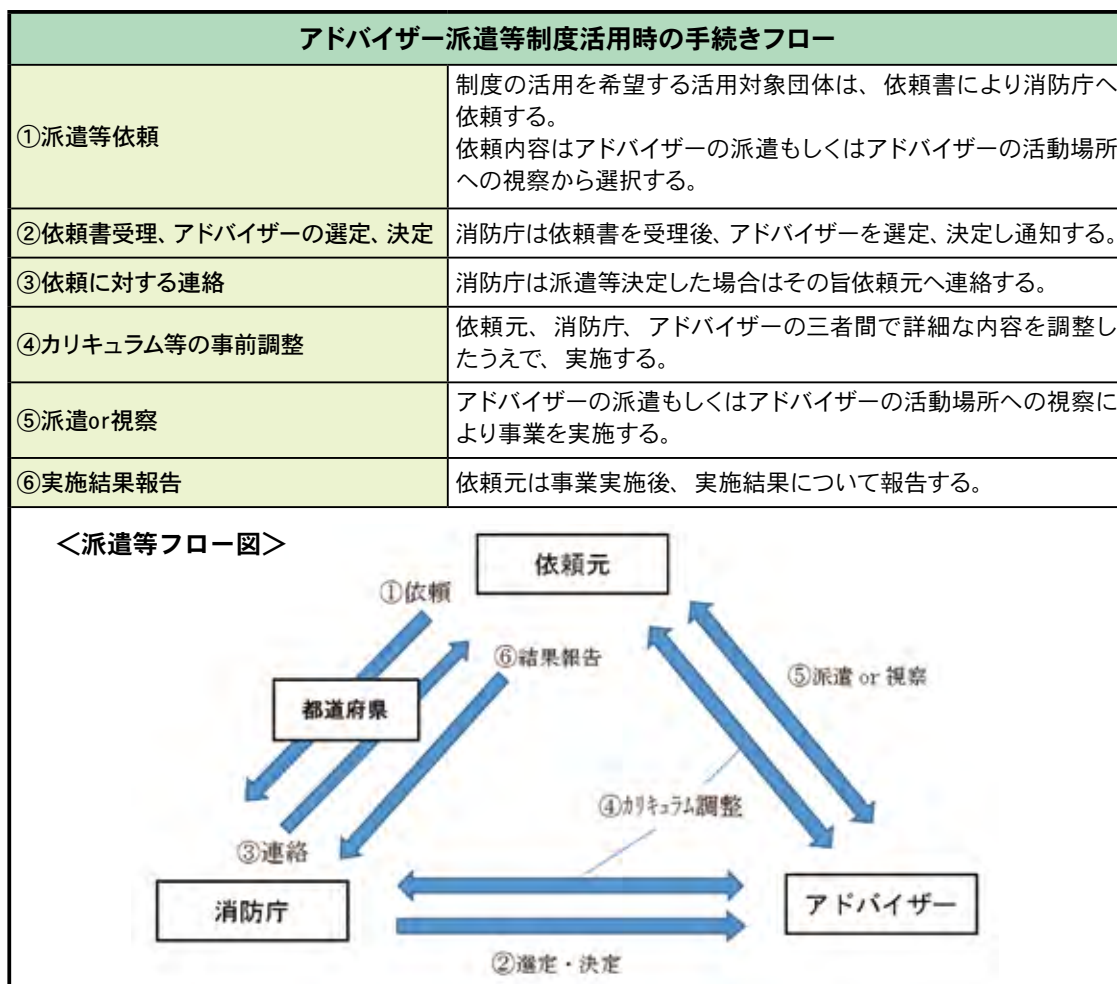 アドバイザー派遣等制度活用時の手続きフロー
①派遣等依頼
制度の活用を希望する活用対象団体は、依頼書により消防庁へ
依頼する。
依頼内容はアドバイザーの派遣もしくはアドバイザーの活動場所
への視察から選択する。
②依頼書受理、アドバイザーの選定、決定
消防庁は依頼書を受理後、アドバイザーを選定、決定し通知する。
③依頼に対する連絡
消防庁は派遣等決定した場合はその旨依頼元へ連絡する。
④カリキュラム等の事前調整
依頼元、消防庁、アドバイザーの三者間で詳細な内容を調整し
たうえで、実施する。
⑤派遣or視察
アドバイザーの派遣もしくはアドバイザーの活動場所への視察に
より事業を実施する。
⑥実施結果報告
依頼元は事業実施後、実施結果について報告する。
＜派遣等フロー図＞
依頼元
①依頼
⑥結果報告
⑤派遣 or 視察
都道府県
④カリキュラム調整
③連絡
消防庁
アドバイザー
②選定・決定